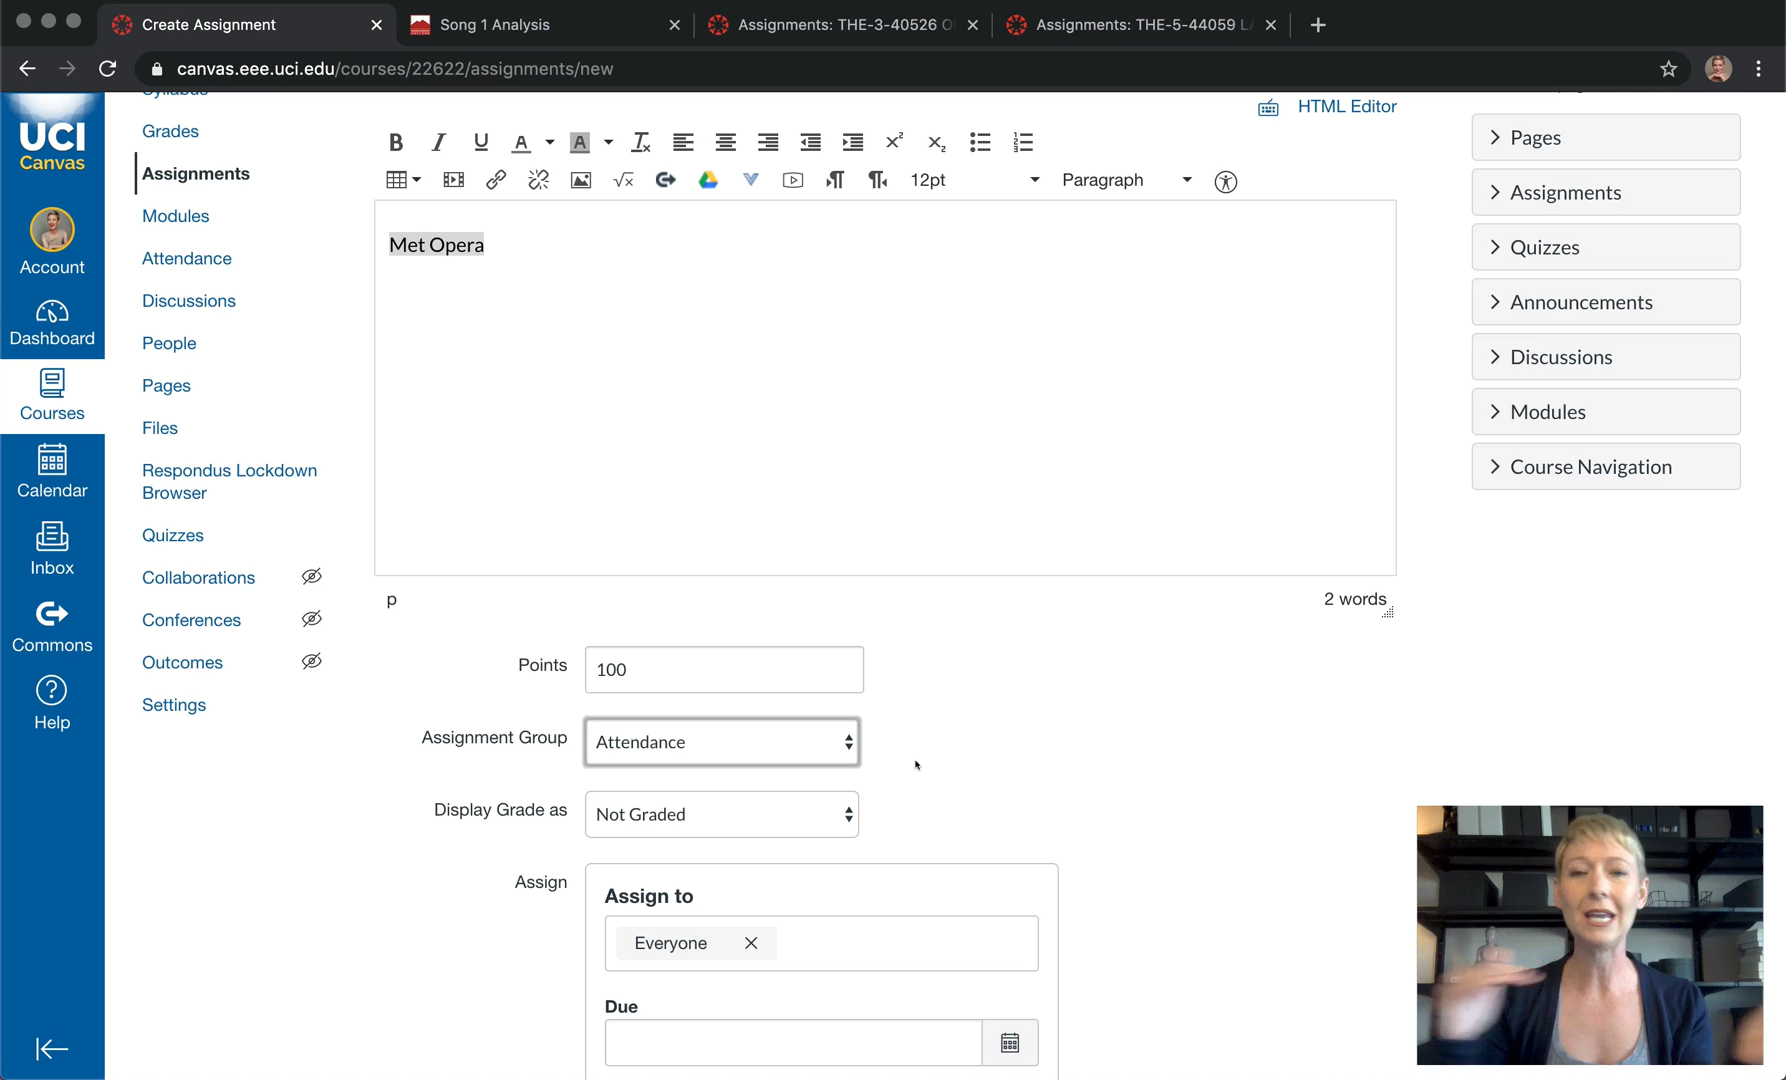 Create Assignment
Song 1 Analysis
Assignments: THE-3-40526 O
Assignments: THE-5-44059 LA
canvas.eee.uci.edu/courses/22622/assignments/new
UCI
Canvas
Account
Dashboard
Courses
Calendar
Inbox
Commons
Help
Syllabus
Grades
Assignments
Modules
Attendance
Discussions
People
Pages
Files
Respondus Lockdown
Browser
Quizzes
Collaborations
Conferences
Outcomes
Settings
HTML Editor
12pt
Paragraph
Met Opera
p
2 words
Points
100
Assignment Group
Attendance
Display Grade as
Not Graded
Assign
Assign to
Everyone
Due
Pages
Assignments
Quizzes
Announcements
Discussions
Modules
Course Navigation